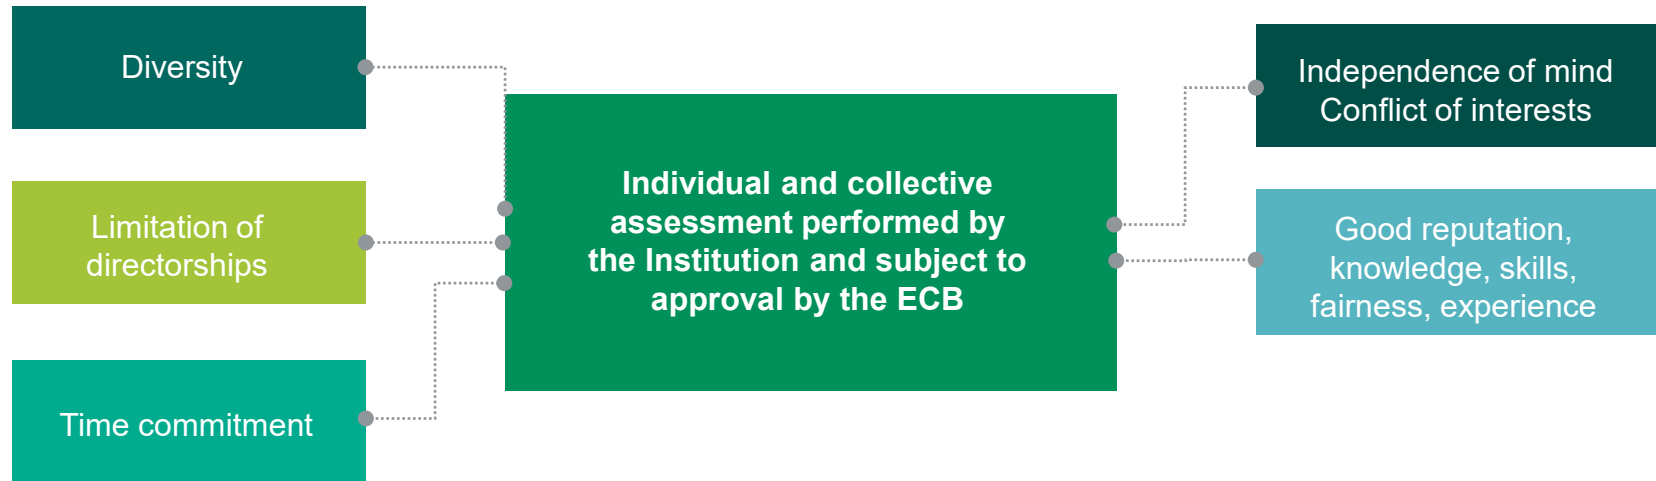 Diversity
Limitation of
directorships
Time commitment
Individual and collective
assessment performed by
the Institution and subject to
approval by the ECB
Independence of mind
Conflict of interests
Good reputation,
knowledge, skills,
fairness, experience